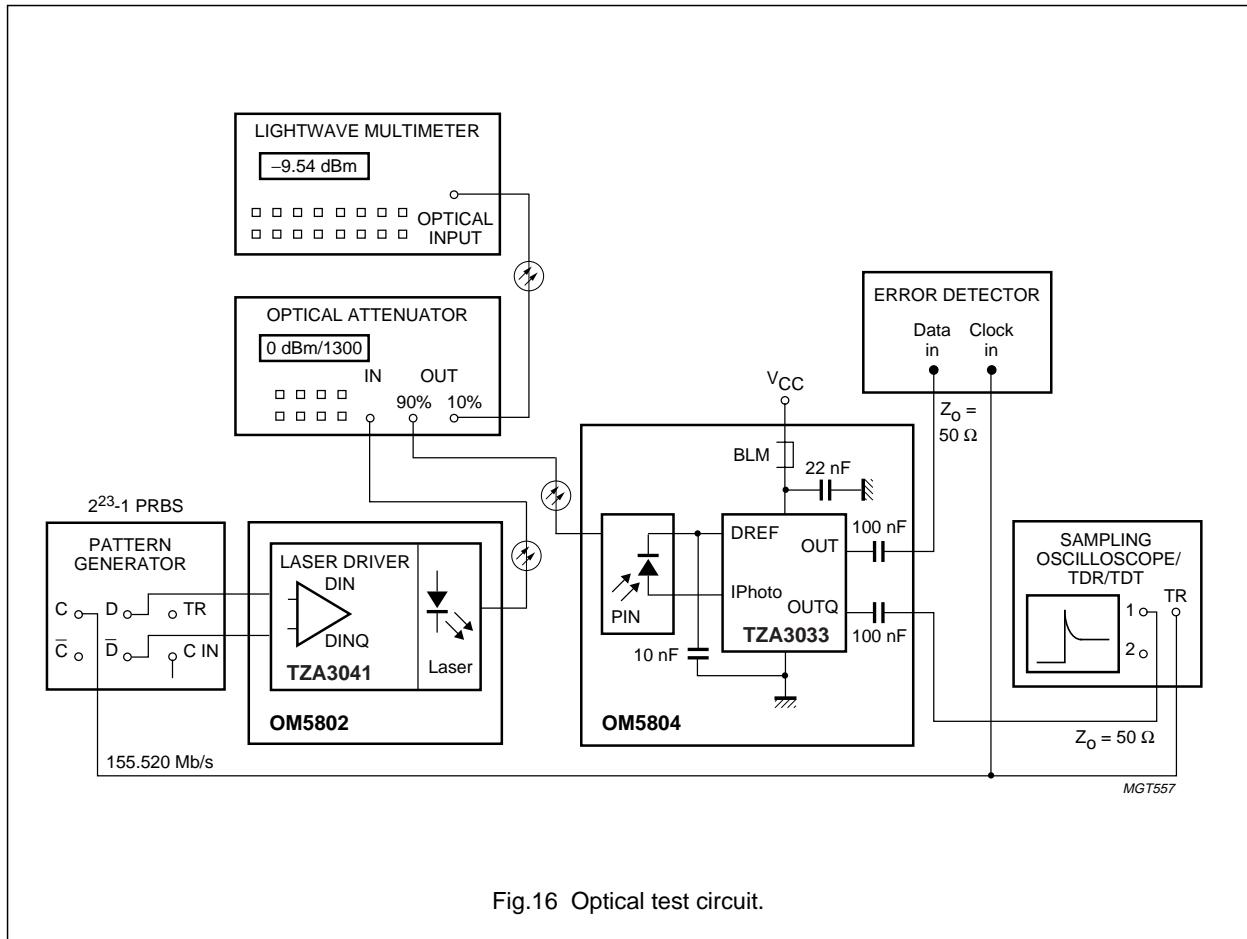 LIGHTWAVE MULTIMETER
−9.54 dBm
OPTICAL
INPUT
OPTICAL ATTENUATOR
0 dBm/1300
IN
OUT
90%
10%
ERROR DETECTOR
Data
in
Clock
in
VCC
ZO =
50 Ω
BLM
22 nF
2^23-1 PRBS
PATTERN
GENERATOR
C
D
TR
C̅
D̅
C IN
LASER DRIVER
DIN
DINQ
TZA3041
Laser
OM5802
PIN
DREF
OUT
IPhoto
OUTQ
TZA3033
100 nF
100 nF
10 nF
OM5804
SAMPLING
OSCILLOSCOPE/
TDR/TDT
TR
1
2
ZO = 50 Ω
155.520 Mb/s
MGT557
Fig.16 Optical test circuit.